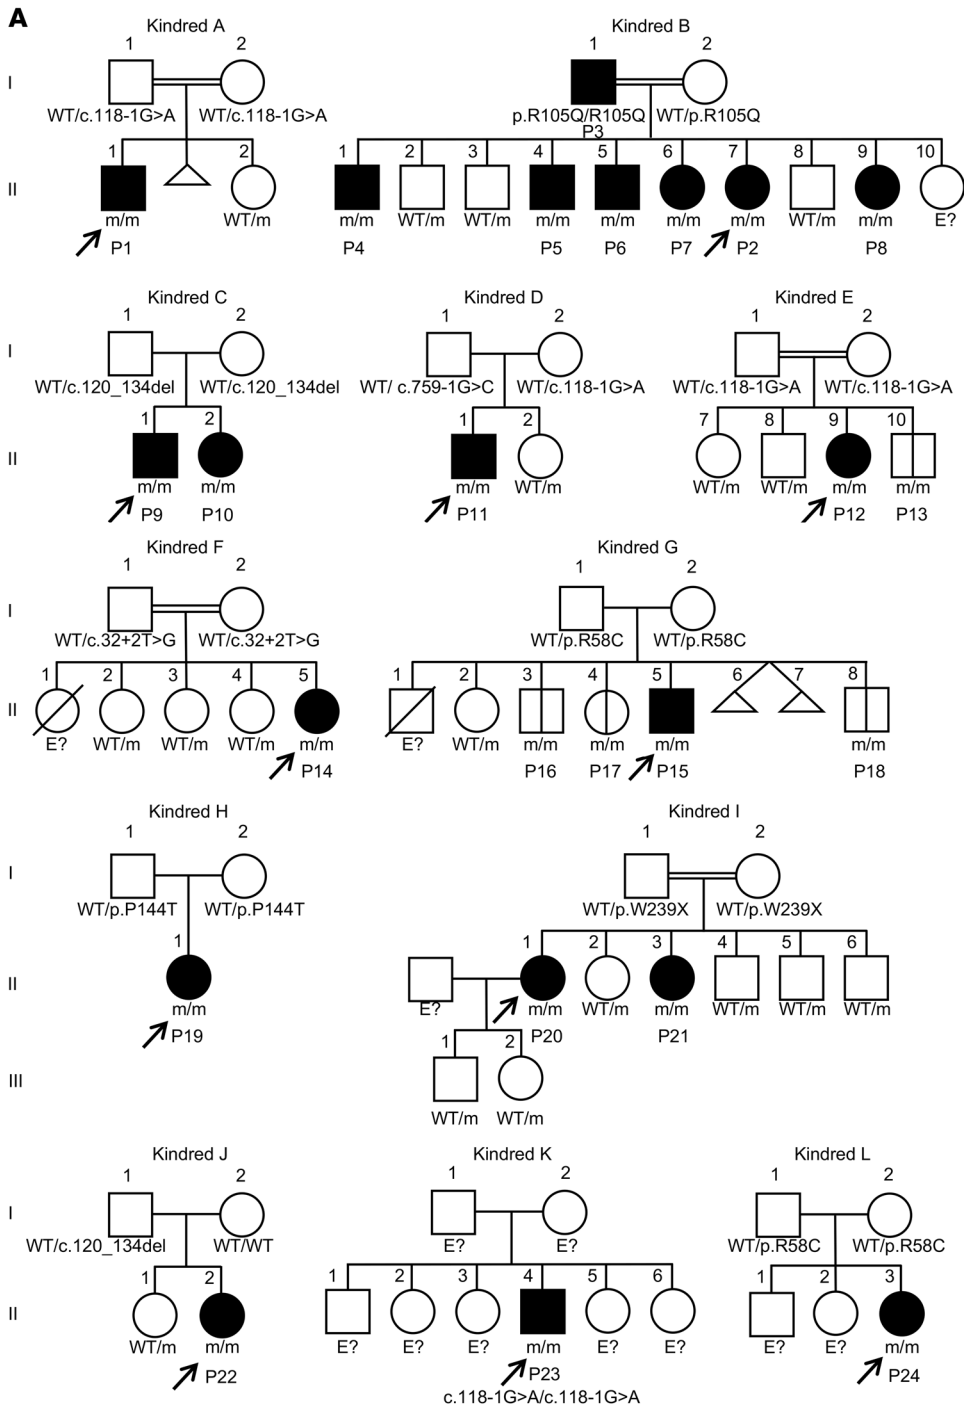 A
Kindred A
Kindred B
1 2 1 2
I
WT/c.118-1G>A WT/c.118-1G>A p.R105Q/R105Q WT/p.R105Q
P3
1 2 1 2 3 4 5 6 7 8 9 10
II
m/m WT/m m/m WT/m WT/m m/m m/m m/m m/m WT/m m/m E?
P1 P4 P5 P6 P7 P2 P8
Kindred C Kindred D Kindred E
1 2 1 2 1 2
I
WT/c.120_134del WT/c.120_134del WT/ c.759-1G>C WT/c.118-1G>A WT/c.118-1G>A WT/c.118-1G>A
1 2 1 2 7 8 9 10
II
m/m m/m m/m WT/m WT/m WT/m m/m m/m
P9 P10 P11 P12 P13
Kindred F Kindred G
1 2 1 2
I
WT/c.32+2T>G WT/c.32+2T>G WT/p.R58C WT/p.R58C
1 2 3 4 5 1 2 3 4 5 6 7 8
II
E? WT/m WT/m WT/m m/m E? WT/m m/m m/m m/m m/m
P14 P16 P17 P15 P18
Kindred H Kindred I
1 2 1 2
I
WT/p.P144T WT/p.P144T WT/p.W239X WT/p.W239X
1 1 2 3 4 5 6
II
m/m E? m/m WT/m m/m WT/m WT/m WT/m
P19 P20 P21
1 2
III
WT/m WT/m
Kindred J Kindred K Kindred L
1 2 1 2 1 2
I
WT/c.120_134del WT/WT E? E? WT/p.R58C WT/p.R58C
1 2 1 2 3 4 5 6 1 2 3
II
WT/m m/m E? E? E? m/m E? E? E? E? m/m
P22 P23 P24
c.118-1G>A/c.118-1G>A